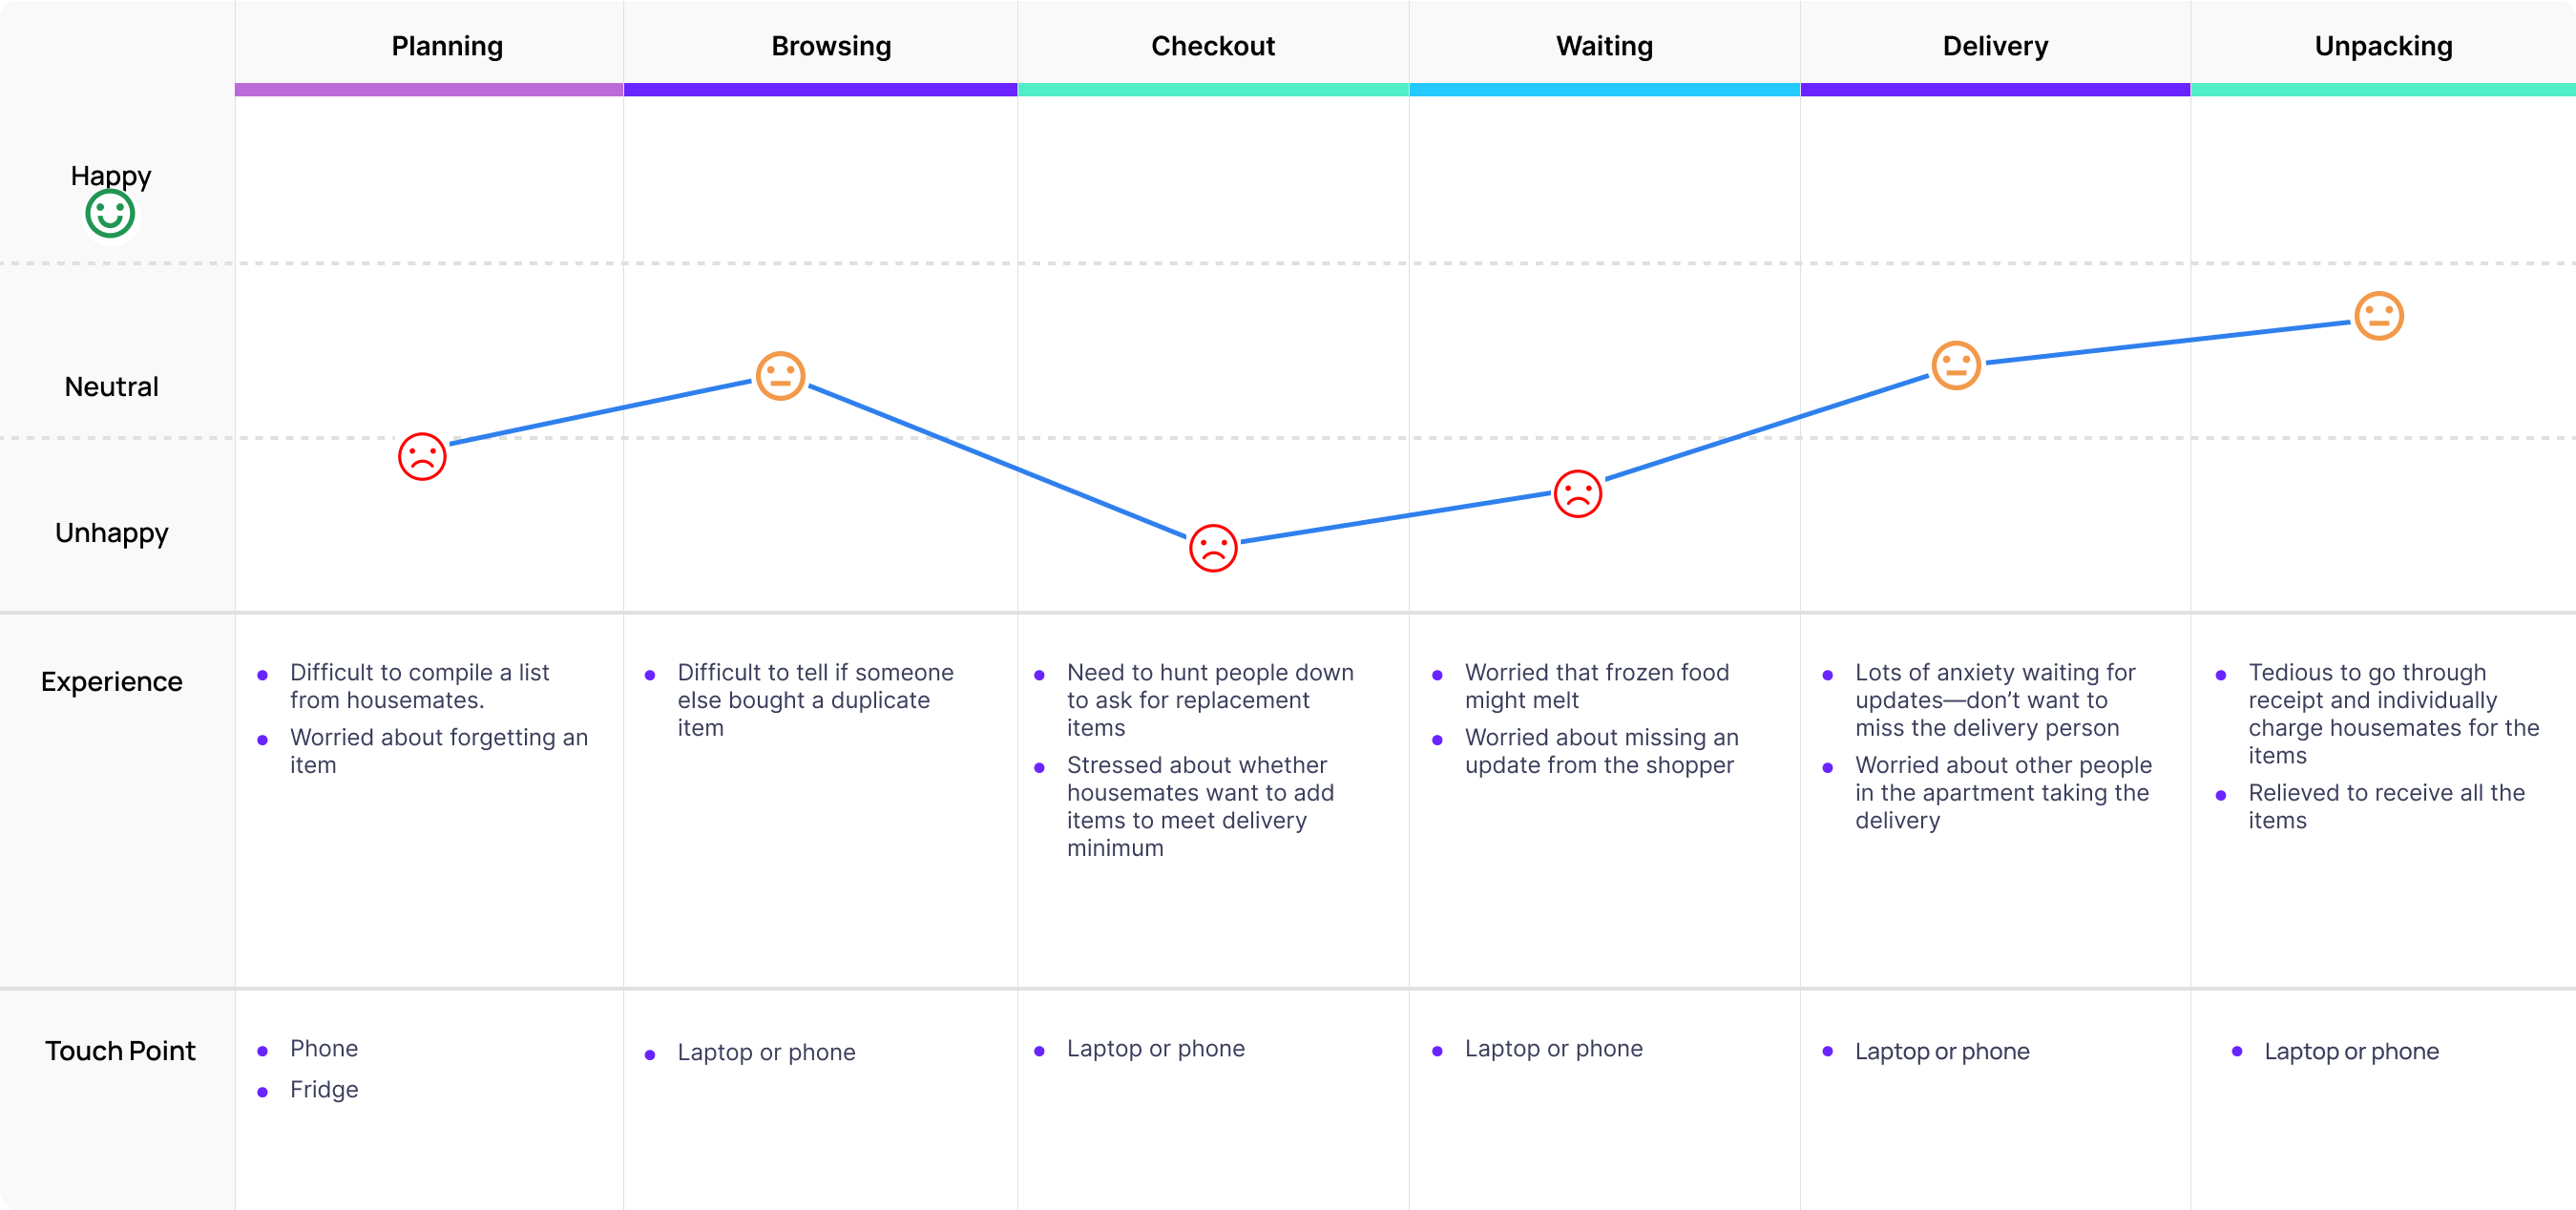 Planning
Browsing
Checkout
Waiting
Delivery
Unpacking
Happy
Neutral
Unhappy
Experience
Difficult to compile a list
from housemates.
Worried about forgetting an
item
Difficult to tell if someone
else bought a duplicate
item
Need to hunt people down
to ask for replacement
items
Stressed about whether
housemates want to add
items to meet delivery
minimum
Worried that frozen food
might melt
Worried about missing an
update from the shopper
Lots of anxiety waiting for
updates—don’t want to
miss the delivery person
Worried about other people
in the apartment taking the
delivery
Tedious to go through
receipt and individually
charge housemates for the
items
Relieved to receive all the
items
Touch Point
Phone
Fridge
Laptop or phone
Laptop or phone
Laptop or phone
Laptop or phone
Laptop or phone